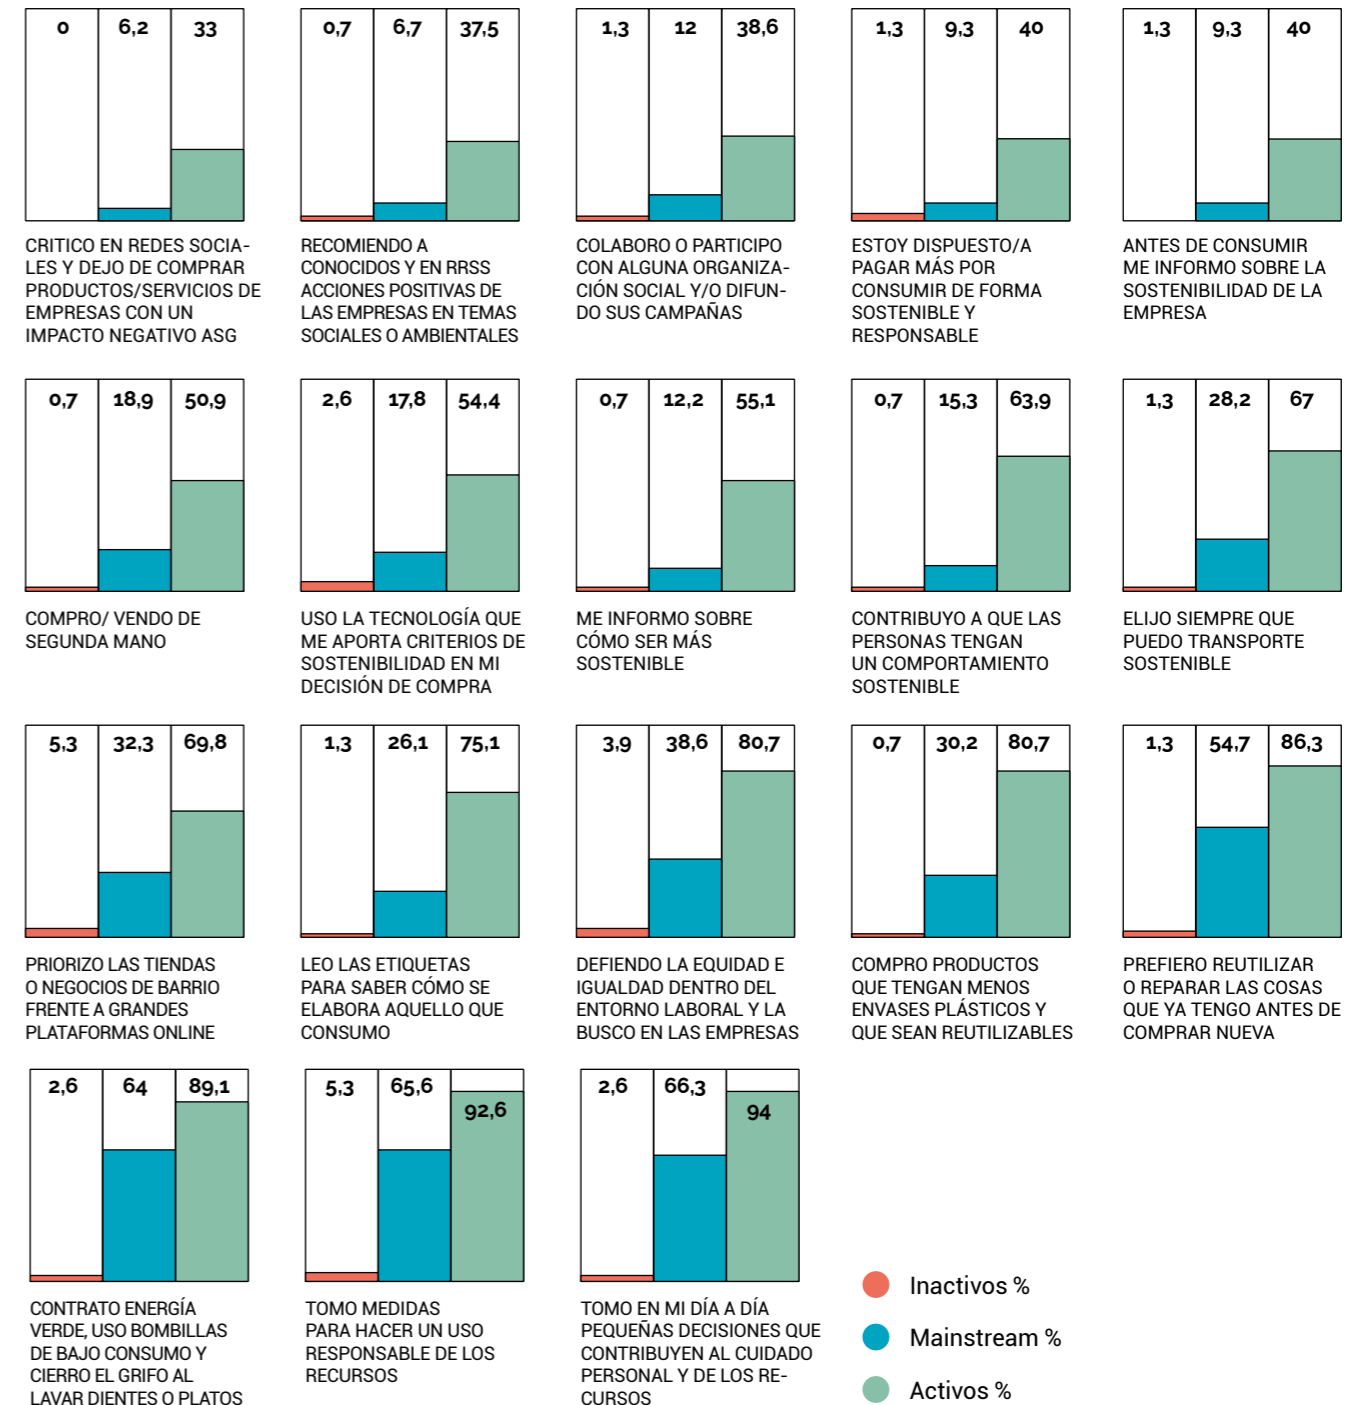 0 6,2 33
0,7 6,7 37,5
1,3 12 38,6
1,3 9,3 40
1,3 9,3 40
CRITICO EN REDES SOCIA-
LES Y DEJO DE COMPRAR
PRODUCTOS/SERVICIOS DE
EMPRESAS CON UN
IMPACTO NEGATIVO ASG
RECOMIENDO A
CONOCIDOS Y EN RRSS
ACCIONES POSITIVAS DE
LAS EMPRESAS EN TEMAS
SOCIALES O AMBIENTALES
COLABORO O PARTICIPO
CON ALGUNA ORGANIZA-
CIÓN SOCIAL Y/O DIFUN-
DO SUS CAMPAÑAS
ESTOY DISPUESTO/A
PAGAR MÁS POR
CONSUMIR DE FORMA
SOSTENIBLE Y
RESPONSABLE
ANTES DE CONSUMIR
ME INFORMO SOBRE LA
SOSTENIBILIDAD DE LA
EMPRESA
0,7 18,9 50,9
2,6 17,8 54,4
0,7 12,2 55,1
0,7 15,3 63,9
1,3 28,2 67
COMPRO/ VENDO DE
SEGUNDA MANO
USO LA TECNOLOGÍA QUE
ME APORTA CRITERIOS DE
SOSTENIBILIDAD EN MI
DECISIÓN DE COMPRA
ME INFORMO SOBRE
CÓMO SER MÁS
SOSTENIBLE
CONTRIBUYO A QUE LAS
PERSONAS TENGAN
UN COMPORTAMIENTO
SOSTENIBLE
ELIJO SIEMPRE QUE
PUEDO TRANSPORTE
SOSTENIBLE
5,3 32,3 69,8
1,3 26,1 75,1
3,9 38,6 80,7
0,7 30,2 80,7
1,3 54,7 86,3
PRIORIZO LAS TIENDAS
O NEGOCIOS DE BARRIO
FRENTE A GRANDES
PLATAFORMAS ONLINE
LEO LAS ETIQUETAS
PARA SABER CÓMO SE
ELABORA AQUELLO QUE
CONSUMO
DEFIENDO LA EQUIDAD E
IGUALDAD DENTRO DEL
ENTORNO LABORAL Y LA
BUSCO EN LAS EMPRESAS
COMPRO PRODUCTOS
QUE TENGAN MENOS
ENVASES PLÁSTICOS Y
QUE SEAN REUTILIZABLES
PREFIERO REUTILIZAR
O REPARAR LAS COSAS
QUE YA TENGO ANTES DE
COMPRAR NUEVA
2,6 64 89,1
5,3 65,6 92,6
2,6 66,3 94
CONTRATO ENERGÍA
VERDE, USO BOMBILLAS
DE BAJO CONSUMO Y
CIERRO EL GRIFO AL
LAVAR DIENTES O PLATOS
TOMO MEDIDAS
PARA HACER UN USO
RESPONSABLE DE LOS
RECURSOS
TOMO EN MI DÍA A DÍA
PEQUEÑAS DECISIONES QUE
CONTRIBUYEN AL CUIDADO
PERSONAL Y DE LOS RE-
CURSOS
Inactivos %
Mainstream %
Activos %